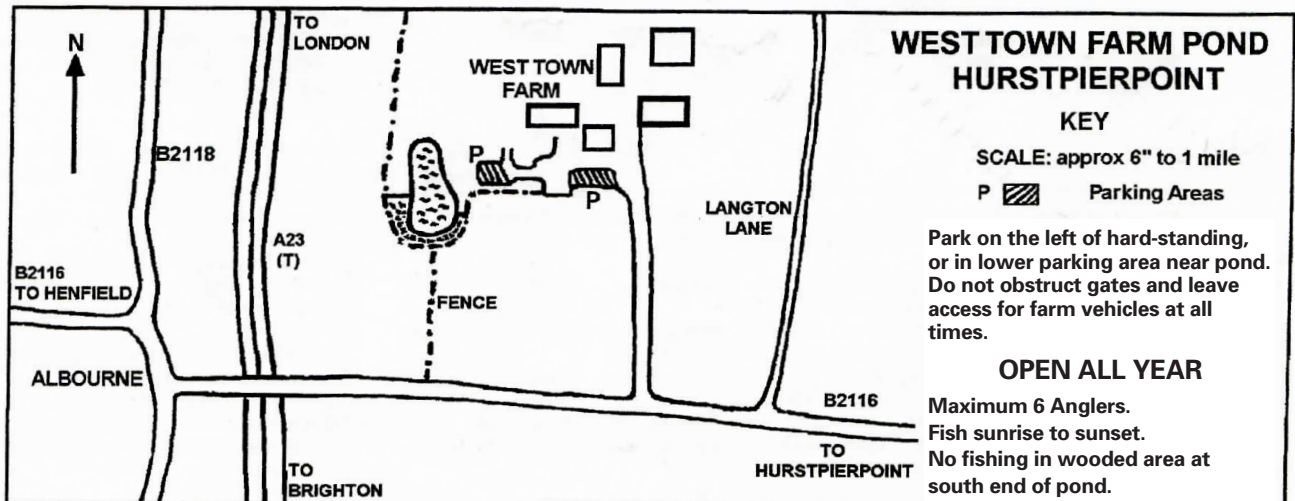 N
TO
LONDON
B2118
WEST TOWN
FARM
P
P
A23
(T)
LANGTON
LANE
B2116
TO HENFIELD
FENCE
ALBOURNE
B2116
TO
HURSTPIERPOINT
TO
BRIGHTON
WEST TOWN FARM POND
HURSTPIERPOINT
KEY
SCALE: approx 6" to 1 mile
P Parking Areas
Park on the left of hard-standing,
or in lower parking area near pond.
Do not obstruct gates and leave
access for farm vehicles at all
times.
OPEN ALL YEAR
Maximum 6 Anglers.
Fish sunrise to sunset.
No fishing in wooded area at
south end of pond.